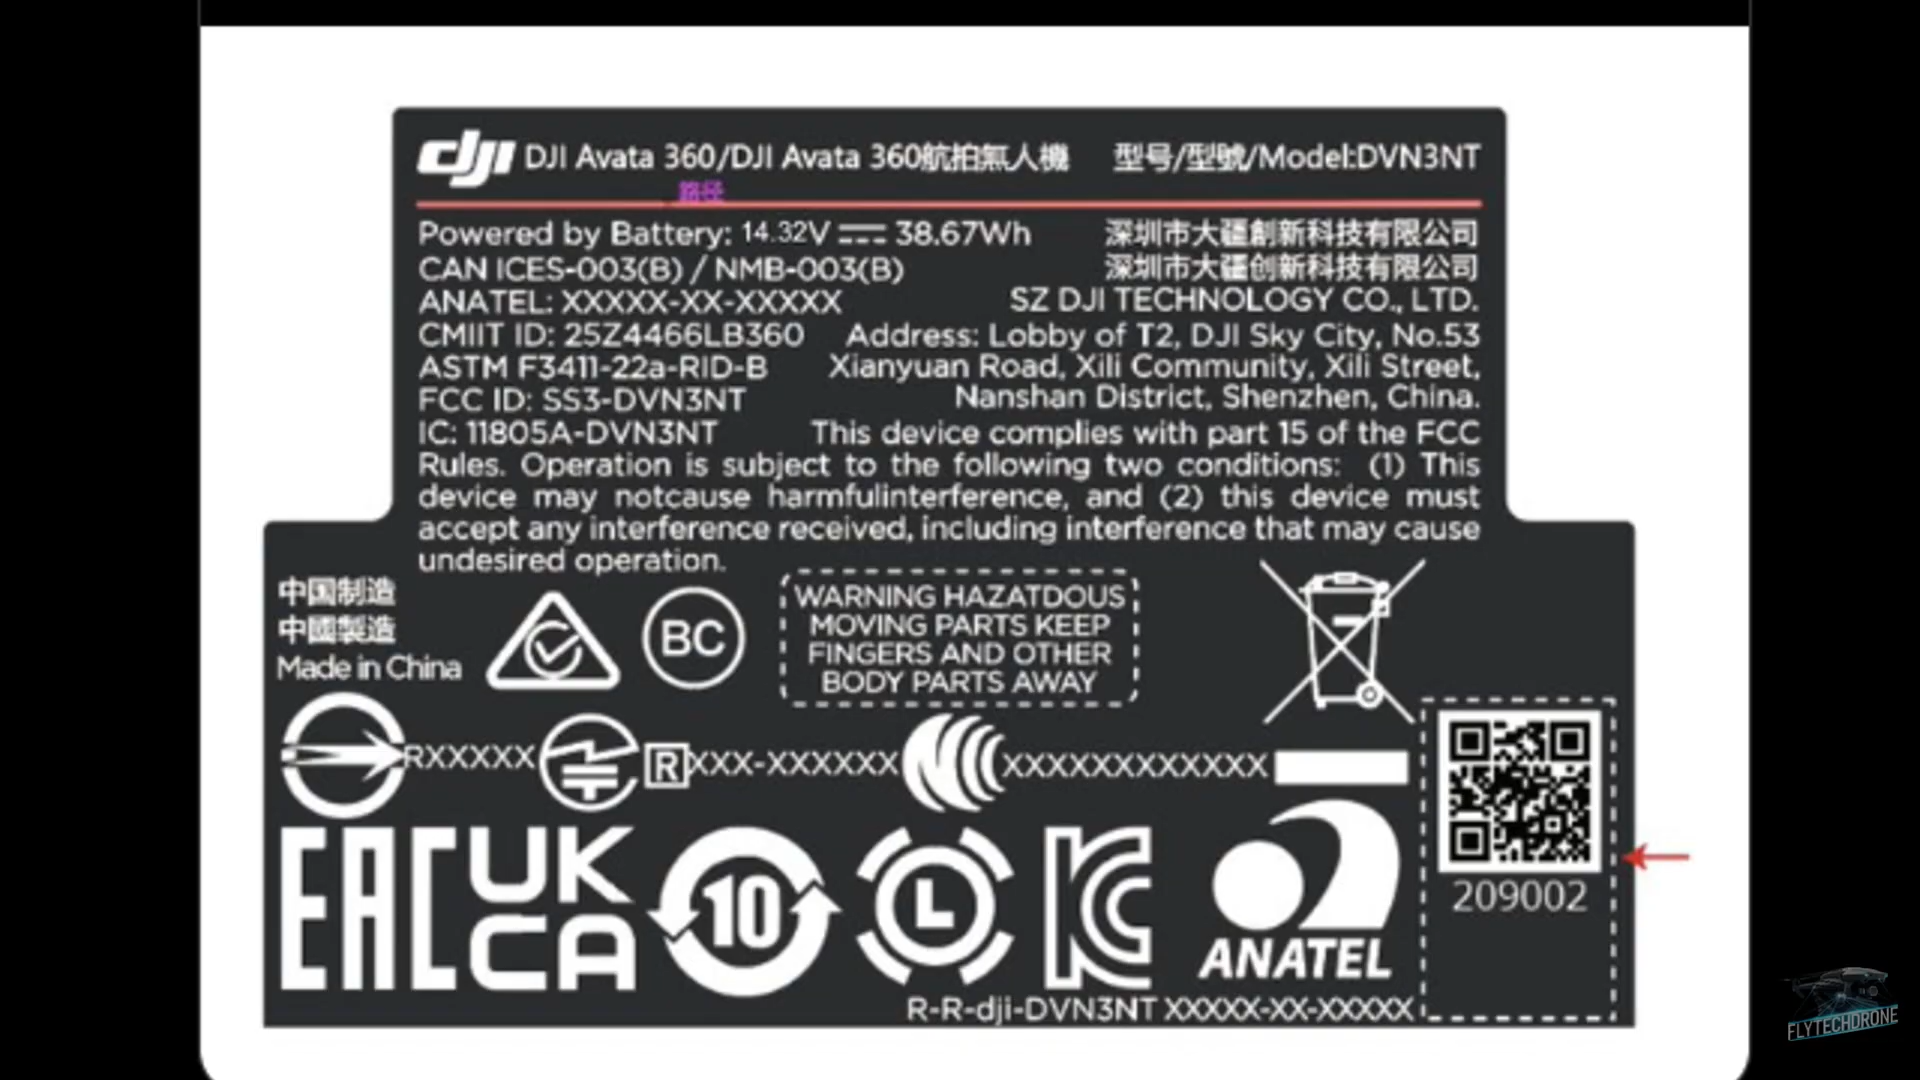 dji DJI Avata 360/DJI Avata 360航拍無人機 型号/型號/Model:DVN3NT
路径
Powered by Battery: 14.32V ⎓ 38.67Wh 深圳市大疆創新科技有限公司
CAN ICES-003(B) / NMB-003(B) 深圳市大疆创新科技有限公司
ANATEL: XXXXX-XX-XXXXX SZ DJI TECHNOLOGY CO., LTD.
CMIIT ID: 25Z4466LB360 Address: Lobby of T2, DJI Sky City, No.53
ASTM F3411-22a-RID-B Xianyuan Road, Xili Community, Xili Street,
FCC ID: SS3-DVN3NT Nanshan District, Shenzhen, China.
IC: 11805A-DVN3NT This device complies with part 15 of the FCC
Rules. Operation is subject to the following two conditions: (1) This
device may notcause harmfulinterference, and (2) this device must
accept any interference received, including interference that may cause
undesired operation.
中国制造
中國製造
Made in China
BC
WARNING HAZATDOUS
MOVING PARTS KEEP
FINGERS AND OTHER
BODY PARTS AWAY
RXXXXX R XXX-XXXXXX XXXXXXXXXXXXX
EAC UK CA 10 L KC ANATEL
209002
R-R-dji-DVN3NT XXXXX-XX-XXXXX
FLYTECHDRONE